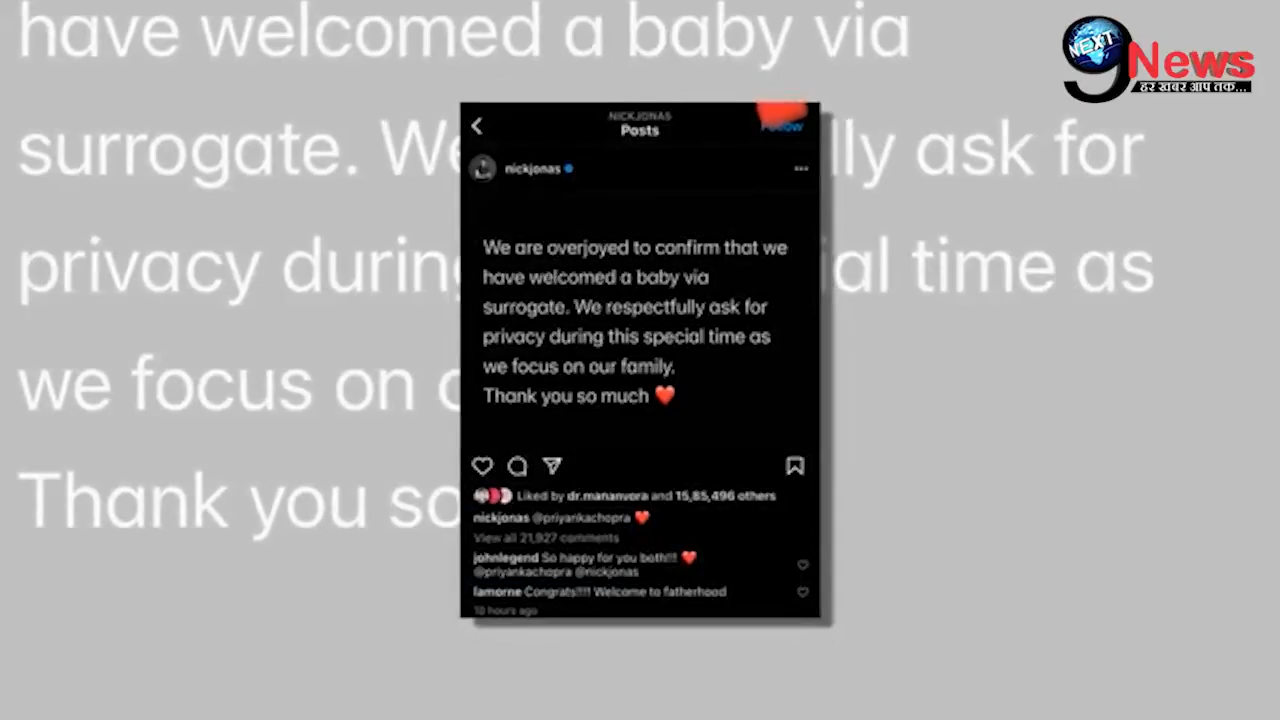 have welcomed a baby via
surrogate. We
lly ask for
privacy during
al time as
we focus on
Thank you so
NEXT
9 News
हर खबर आप तक...
NICKJONAS
Posts
Follow
nickjonas
We are overjoyed to confirm that we
have welcomed a baby via
surrogate. We respectfully ask for
privacy during this special time as
we focus on our family.
Thank you so much ❤️
Liked by dr.mananvora and 15,85,496 others
nickjonas @priyankachopra ❤️
View all 21,927 comments
johnlegend So happy for you both!!! ❤️
@priyankachopra @nickjonas
lamorne Congrats!!!! Welcome to fatherhood
18 hours ago